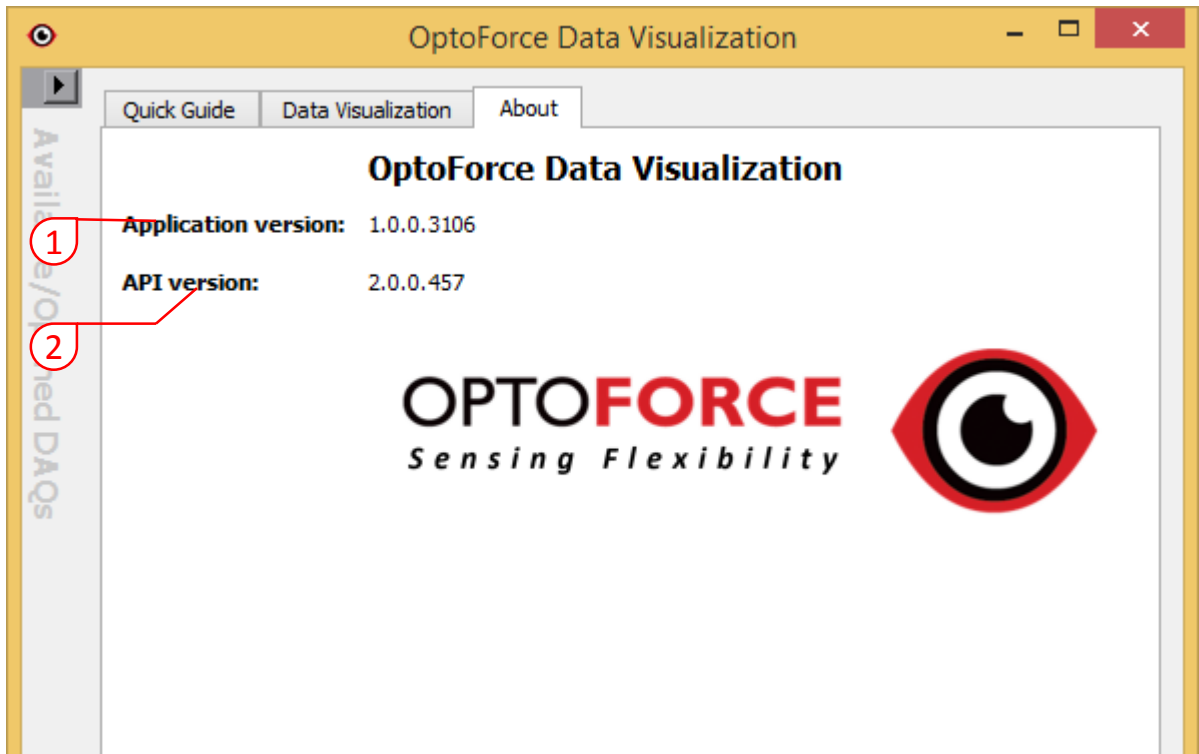 OptoForce Data Visualization
Quick Guide Data Visualization About
OptoForce Data Visualization
Application version: 1.0.0.3106
API version: 2.0.0.457
1
2
OPTOFORCE
Sensing Flexibility
DAQs